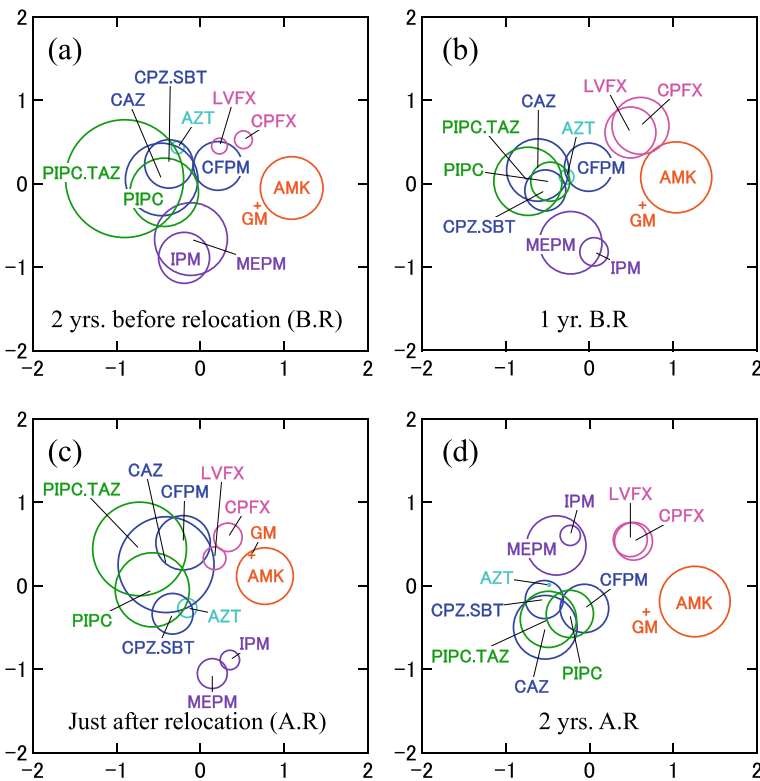 2
(a)
CPZ.SBT
1
CAZ
LVFX
AZT
CPFX
PIPC.TAZ
CFPM
0
PIPC
AMK
GM
IPM
MEPM
-1
2 yrs. before relocation (B.R)
-2
-2 -1 0 1 2
2
(b)
LVFX
CPFX
1
CAZ
PIPC.TAZ
AZT
PIPC
CFPM
0
AMK
GM
CPZ.SBT
MEPM
IPM
-1
1 yr. B.R
-2
-2 -1 0 1 2
2
(c)
CAZ
LVFX
PIPC.TAZ
CFPM
1
CPFX
GM
0
AMK
PIPC
AZT
CPZ.SBT
IPM
-1
MEPM
Just after relocation (A.R)
-2
-2 -1 0 1 2
2
(d)
LVFX
IPM
CPFX
1
MEPM
AZT
CFPM
0
CPZ.SBT
AMK
GM
PIPC.TAZ
PIPC
CAZ
-1
2 yrs. A.R
-2
-2 -1 0 1 2